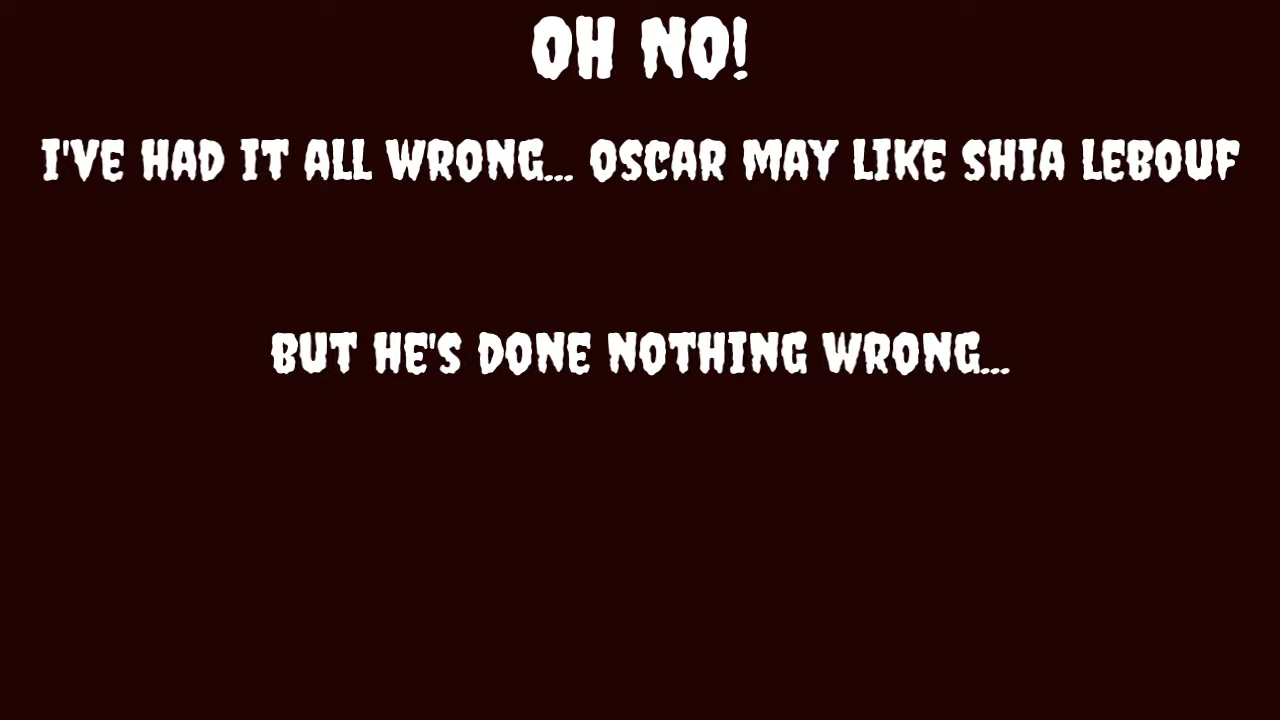 OH NO!
I'VE HAD IT ALL WRONG... OSCAR MAY LIKE SHIA LEBOUF
BUT HE'S DONE NOTHING WRONG...